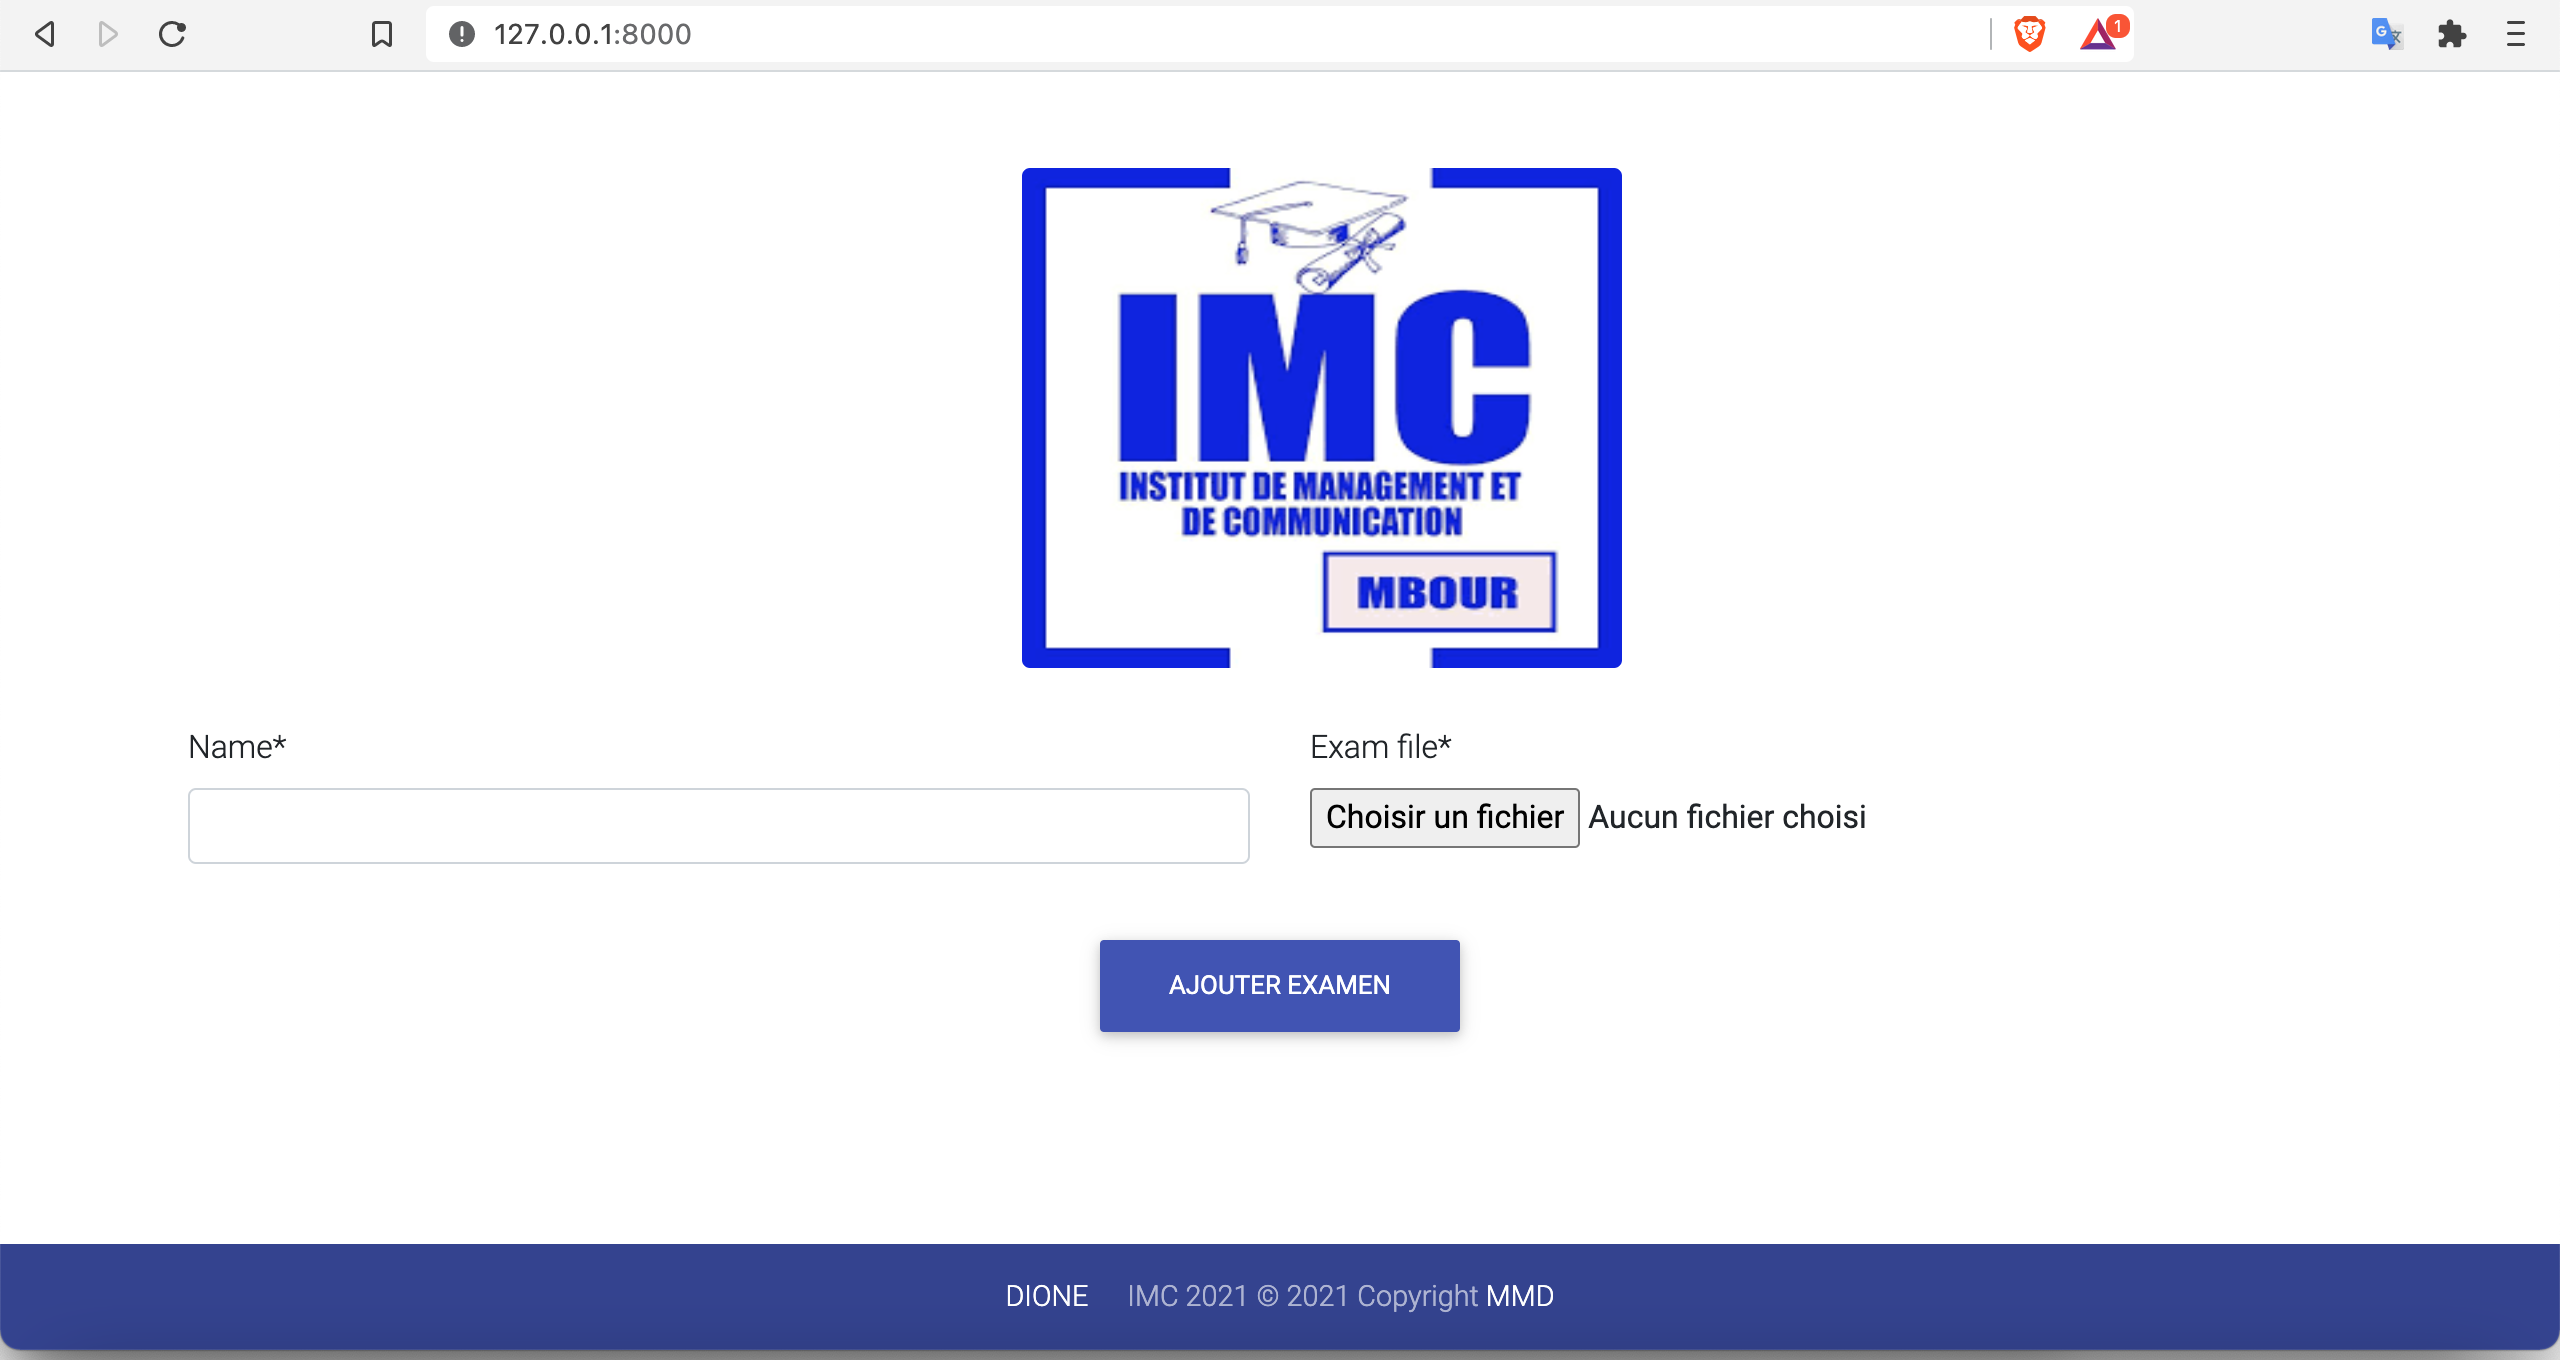 127.0.0.1:8000
1
IMC
INSTITUT DE MANAGEMENT ET
DE COMMUNICATION
MBOUR
Name*
Exam file*
Choisir un fichier Aucun fichier choisi
AJOUTER EXAMEN
DIONE IMC 2021 © 2021 Copyright MMD